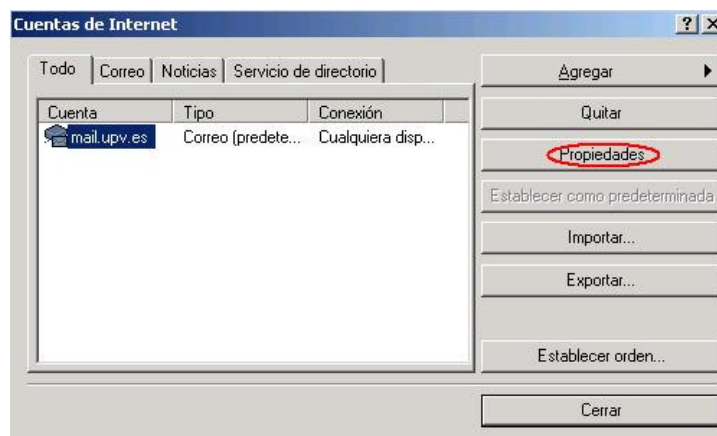 Cuentas de Internet
Todo Correo Noticias Servicio de directorio
Cuenta Tipo Conexión
mail.upv.es Correo (predete... Cualquiera disp...
Agregar
Quitar
Propiedades
Establecer como predeterminada
Importar...
Exportar...
Establecer orden...
Cerrar